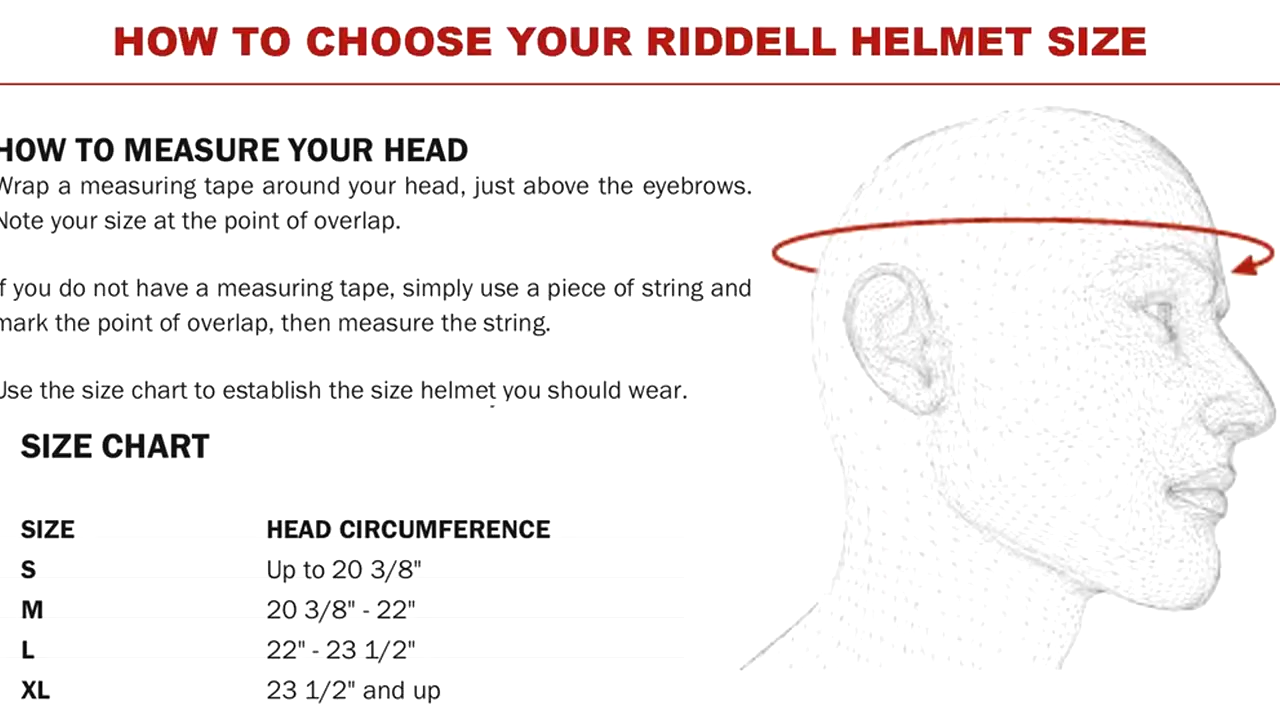 HOW TO CHOOSE YOUR RIDDELL HELMET SIZE
HOW TO MEASURE YOUR HEAD
Wrap a measuring tape around your head, just above the eyebrows.
Note your size at the point of overlap.
If you do not have a measuring tape, simply use a piece of string and
mark the point of overlap, then measure the string.
Use the size chart to establish the size helmet you should wear.
SIZE CHART
SIZE HEAD CIRCUMFERENCE
S Up to 20 3/8"
M 20 3/8" - 22"
L 22" - 23 1/2"
XL 23 1/2" and up